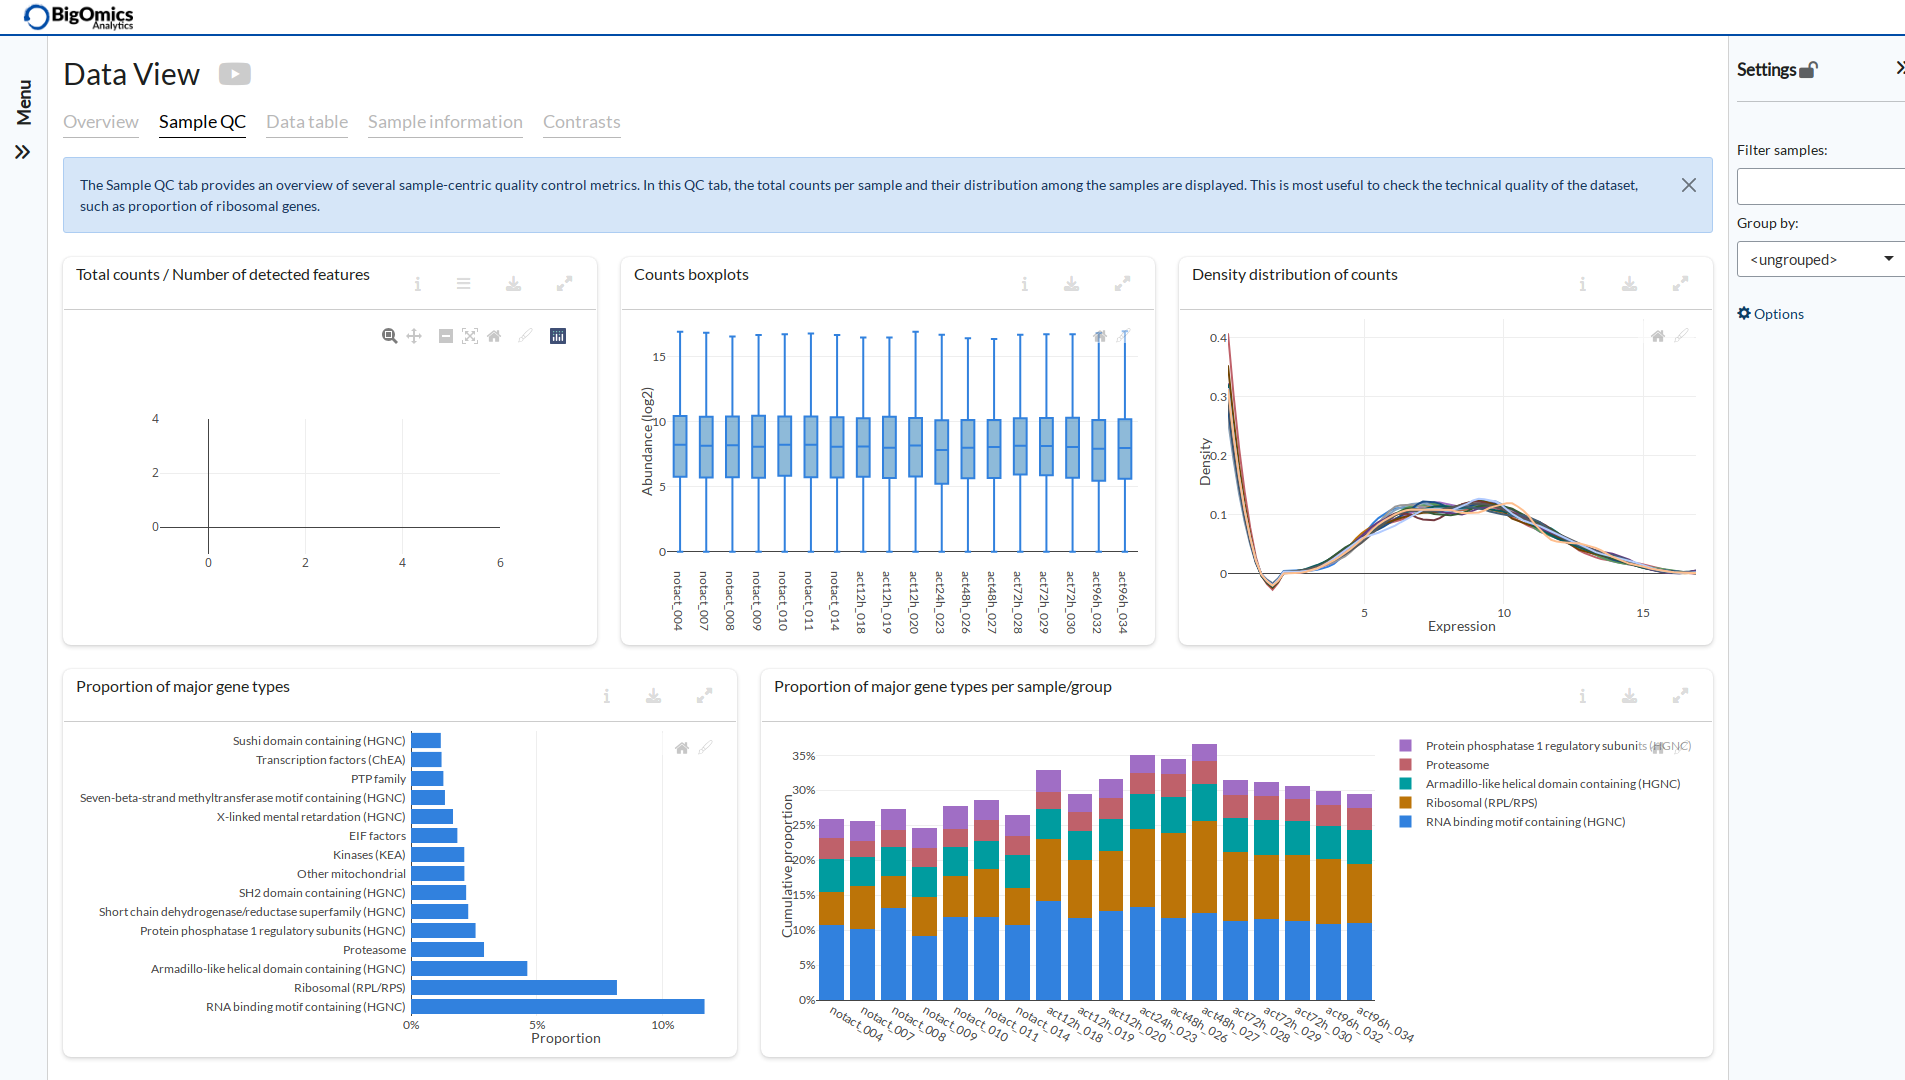 BigOmics
Analytics
Menu
Data View
Settings
Overview
Sample QC
Data table
Sample information
Contrasts
The Sample QC tab provides an overview of several sample-centric quality control metrics. In this QC tab, the total counts per sample and their distribution among the samples are displayed. This is most useful to check the technical quality of the dataset,
such as proportion of ribosomal genes.
Filter samples:
Group by:
<ungrouped>
Options
Total counts / Number of detected features
4
2
0
0
2
4
6
Counts boxplots
Abundance (log2)
15
10
5
0
notact_004
notact_007
notact_008
notact_009
notact_010
notact_011
notact_014
act12h_018
act12h_019
act12h_020
act24h_023
act48h_026
act48h_027
act72h_028
act72h_029
act72h_030
act96h_032
act96h_034
Density distribution of counts
Density
0.4
0.3
0.2
0.1
0
5
10
15
Expression
Proportion of major gene types
Sushi domain containing (HGNC)
Transcription factors (ChEA)
PTP family
Seven-beta-strand methyltransferase motif containing (HGNC)
X-linked mental retardation (HGNC)
EIF factors
Kinases (KEA)
Other mitochondrial
SH2 domain containing (HGNC)
Short chain dehydrogenase/reductase superfamily (HGNC)
Protein phosphatase 1 regulatory subunits (HGNC)
Proteasome
Armadillo-like helical domain containing (HGNC)
Ribosomal (RPL/RPS)
RNA binding motif containing (HGNC)
0%
5%
10%
Proportion
Proportion of major gene types per sample/group
Cumulative proportion
35%
30%
25%
20%
15%
10%
5%
0%
notact_004
notact_007
notact_008
notact_009
notact_010
notact_011
notact_014
act12h_018
act12h_019
act12h_020
act24h_023
act48h_026
act48h_027
act72h_028
act72h_029
act72h_030
act96h_032
act96h_034
Protein phosphatase 1 regulatory subunits (HGNC)
Proteasome
Armadillo-like helical domain containing (HGNC)
Ribosomal (RPL/RPS)
RNA binding motif containing (HGNC)